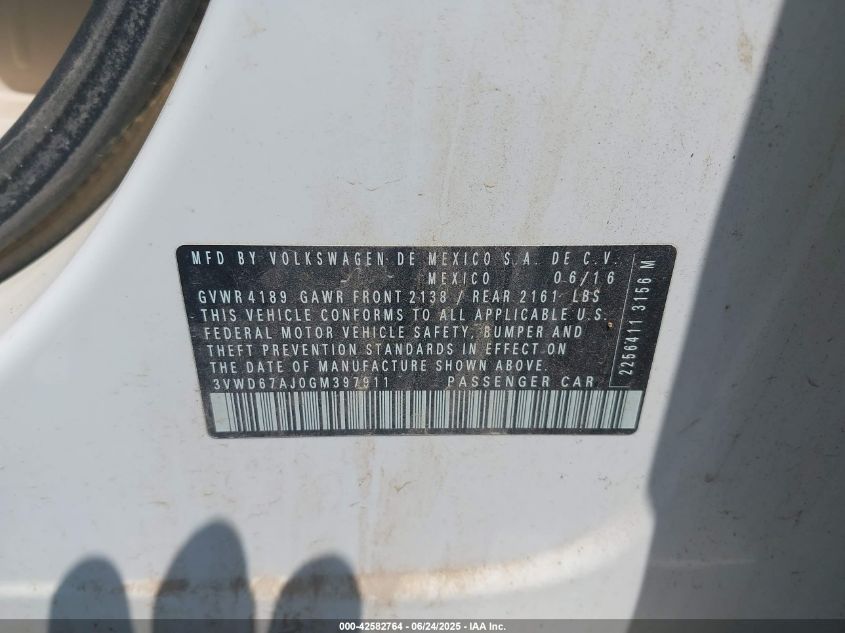 MFD BY VOLKSWAGEN DE MEXICO S.A. DE C.V.
MEXICO 06/16
GVWR 4189 GAWR FRONT 2138 / REAR 2161 LBS
THIS VEHICLE CONFORMS TO ALL APPLICABLE U.S.
FEDERAL MOTOR VEHICLE SAFETY, BUMPER AND
THEFT PREVENTION STANDARDS IN EFFECT ON
THE DATE OF MANUFACTURE SHOWN ABOVE.
3VWD67AJ0GM397911 PASSENGER CAR
2256411 3156 M
000-42582764 - 06/24/2025 - IAA Inc.